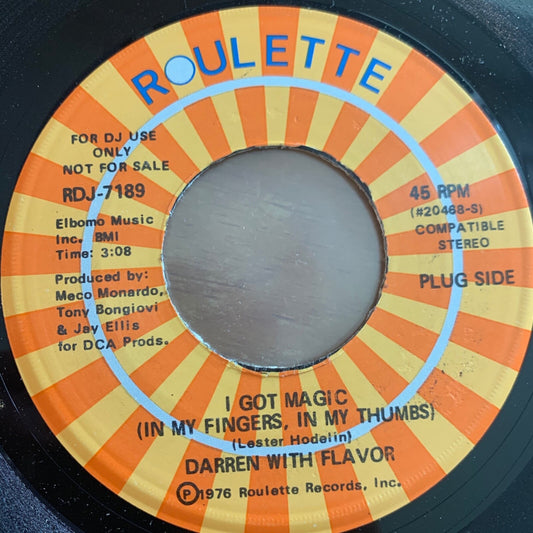 ROULETTE
FOR DJ USE
ONLY
NOT FOR SALE
RDJ-7189
Elbomo Music
Inc. BMI
Time: 3:08
Produced by:
Meco Monardo,
Tony Bongiovi
& Jay Ellis
for DCA Prods.
45 RPM
(#20468-S)
COMPATIBLE
STEREO
PLUG SIDE
I GOT MAGIC
(IN MY FINGERS, IN MY THUMBS)
(Lester Hodelin)
DARREN WITH FLAVOR
Ⓟ1976 Roulette Records, Inc.